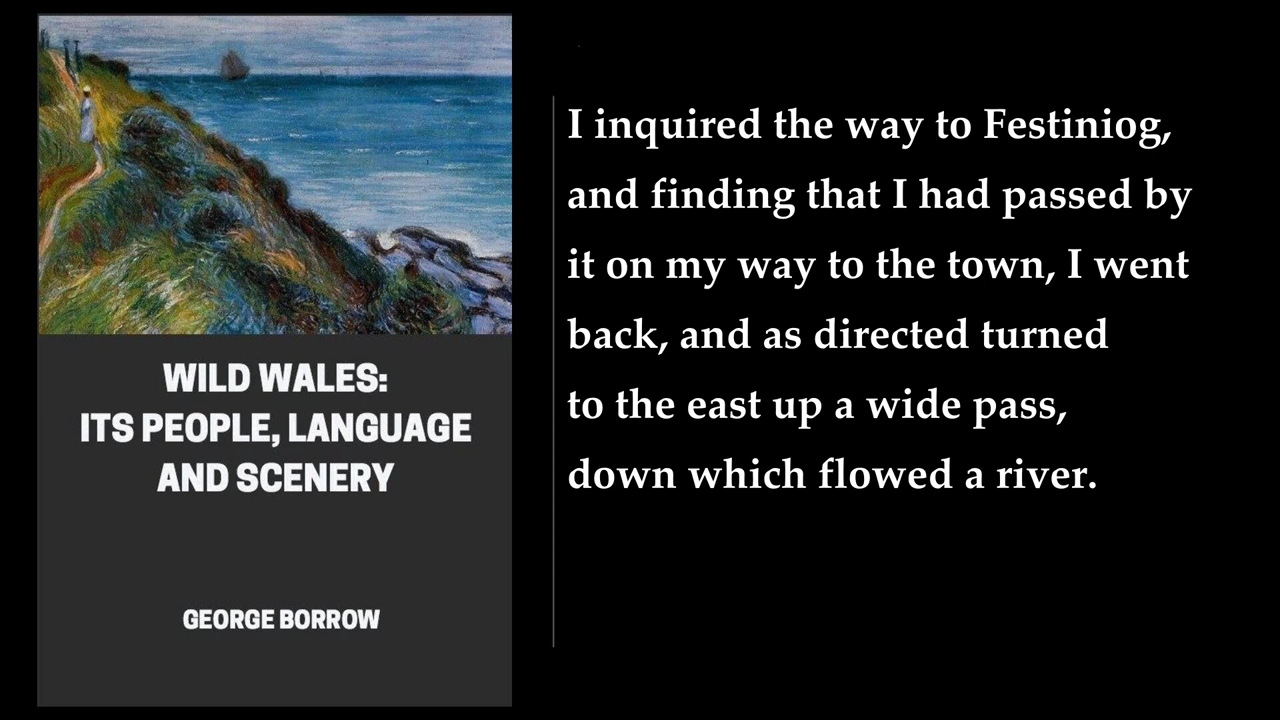 WILD WALES:
ITS PEOPLE, LANGUAGE
AND SCENERY
GEORGE BORROW
I inquired the way to Festiniog,
and finding that I had passed by
it on my way to the town, I went
back, and as directed turned
to the east up a wide pass,
down which flowed a river.